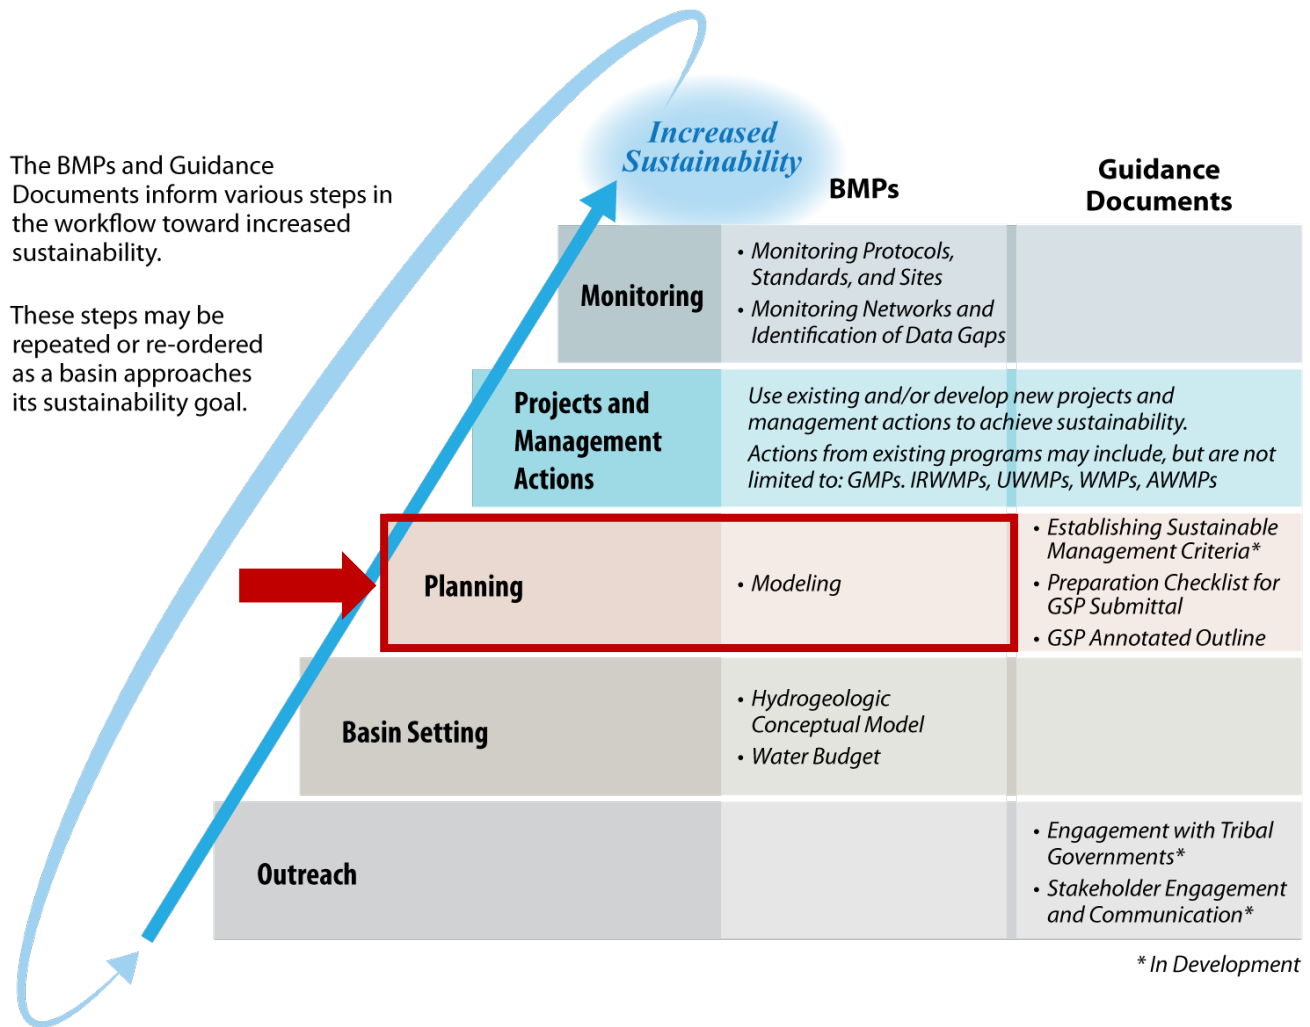 The BMPs and Guidance
Documents inform various steps in
the workflow toward increased
sustainability.
These steps may be
repeated or re-ordered
as a basin approaches
its sustainability goal.
Increased
Sustainability
BMPs
Guidance
Documents
Monitoring
• Monitoring Protocols,
Standards, and Sites
• Monitoring Networks and
Identification of Data Gaps
Projects and
Management
Actions
Use existing and/or develop new projects and
management actions to achieve sustainability.
Actions from existing programs may include, but are not
limited to: GMPs. IRWMPs, UWMPs, WMPs, AWMPs
Planning
• Modeling
• Establishing Sustainable
Management Criteria*
• Preparation Checklist for
GSP Submittal
• GSP Annotated Outline
Basin Setting
• Hydrogeologic
Conceptual Model
• Water Budget
Outreach
• Engagement with Tribal
Governments*
• Stakeholder Engagement
and Communication*
* In Development